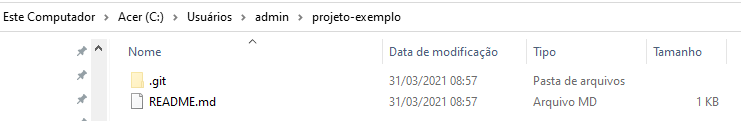 Este Computador > Acer (C:) > Usuários > admin > projeto-exemplo
Nome Data de modificação Tipo Tamanho
.git 31/03/2021 08:57 Pasta de arquivos
README.md 31/03/2021 08:57 Arquivo MD 1 KB